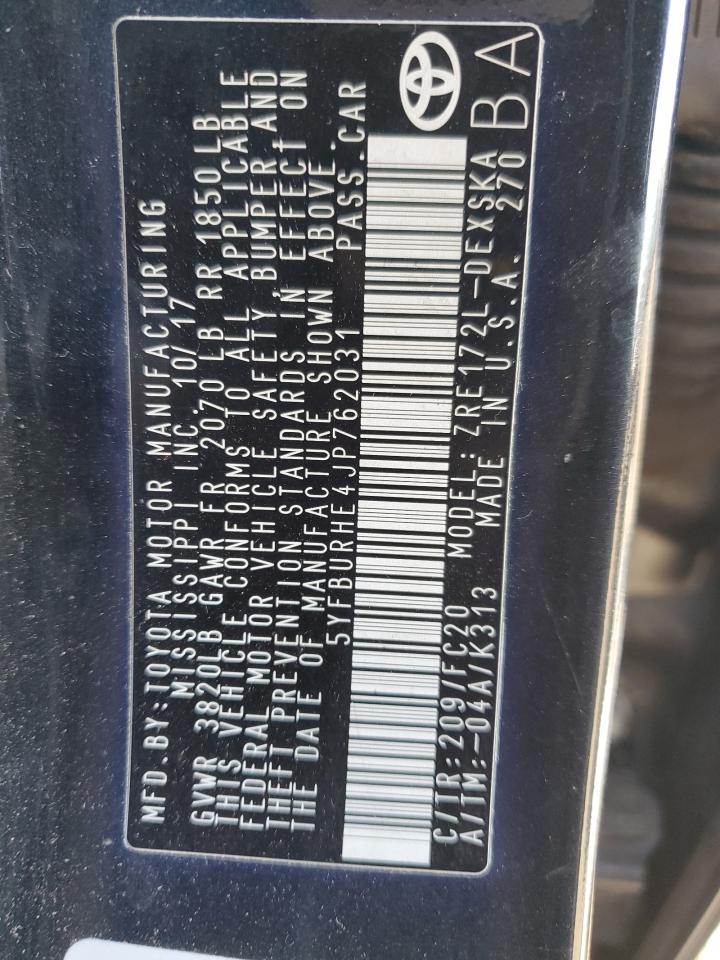 MFD.BY:TOYOTA MOTOR MANUFACTURING
MISSISSIPPI INC. 10/17
GVWR 3820LB GAWR FR 2070 LB RR 1850LB
THIS VEHICLE CONFORMS TO ALL APPLICABLE
FEDERAL MOTOR VEHICLE SAFETY, BUMPER AND
THEFT PREVENTION STANDARDS IN EFFECT ON
THE DATE OF MANUFACTURE SHOWN ABOVE.
5YFBURHE4JP762031 PASS.CAR
C/TR:209/FC20 MODEL:ZRE172L-DEXSKA
A/TM:-04A/K313 MADE IN U.S.A. 270 BA